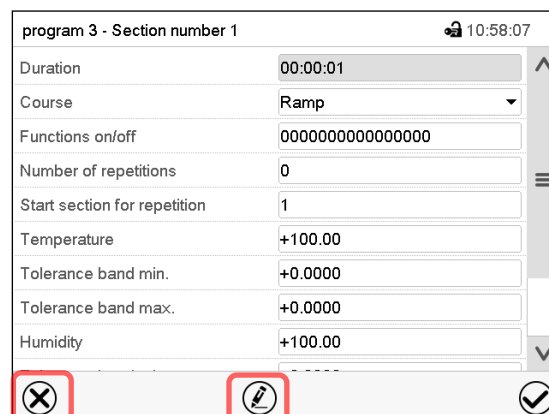 program 3 - Section number 1 10:58:07
Duration 00:00:01
Course Ramp
Functions on/off 0000000000000000
Number of repetitions 0
Start section for repetition 1
Temperature +100.00
Tolerance band min. +0.0000
Tolerance band max. +0.0000
Humidity +100.00